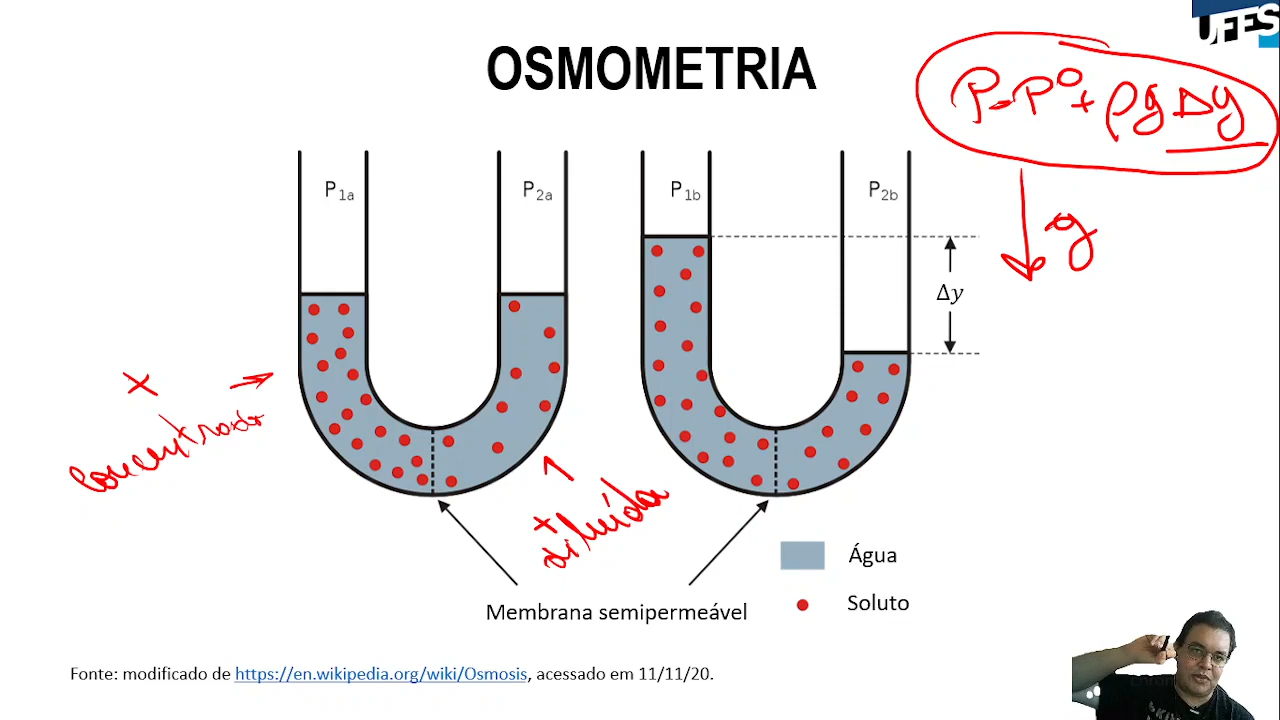 UFES
OSMOMETRIA
P = P⁰ + ρgΔy
P1a
P2a
P1b
P2b
g
Δy
+
concentrado
+
diluída
Água
Membrana semipermeável
Soluto
Fonte: modificado de https://en.wikipedia.org/wiki/Osmosis, acessado em 11/11/20.